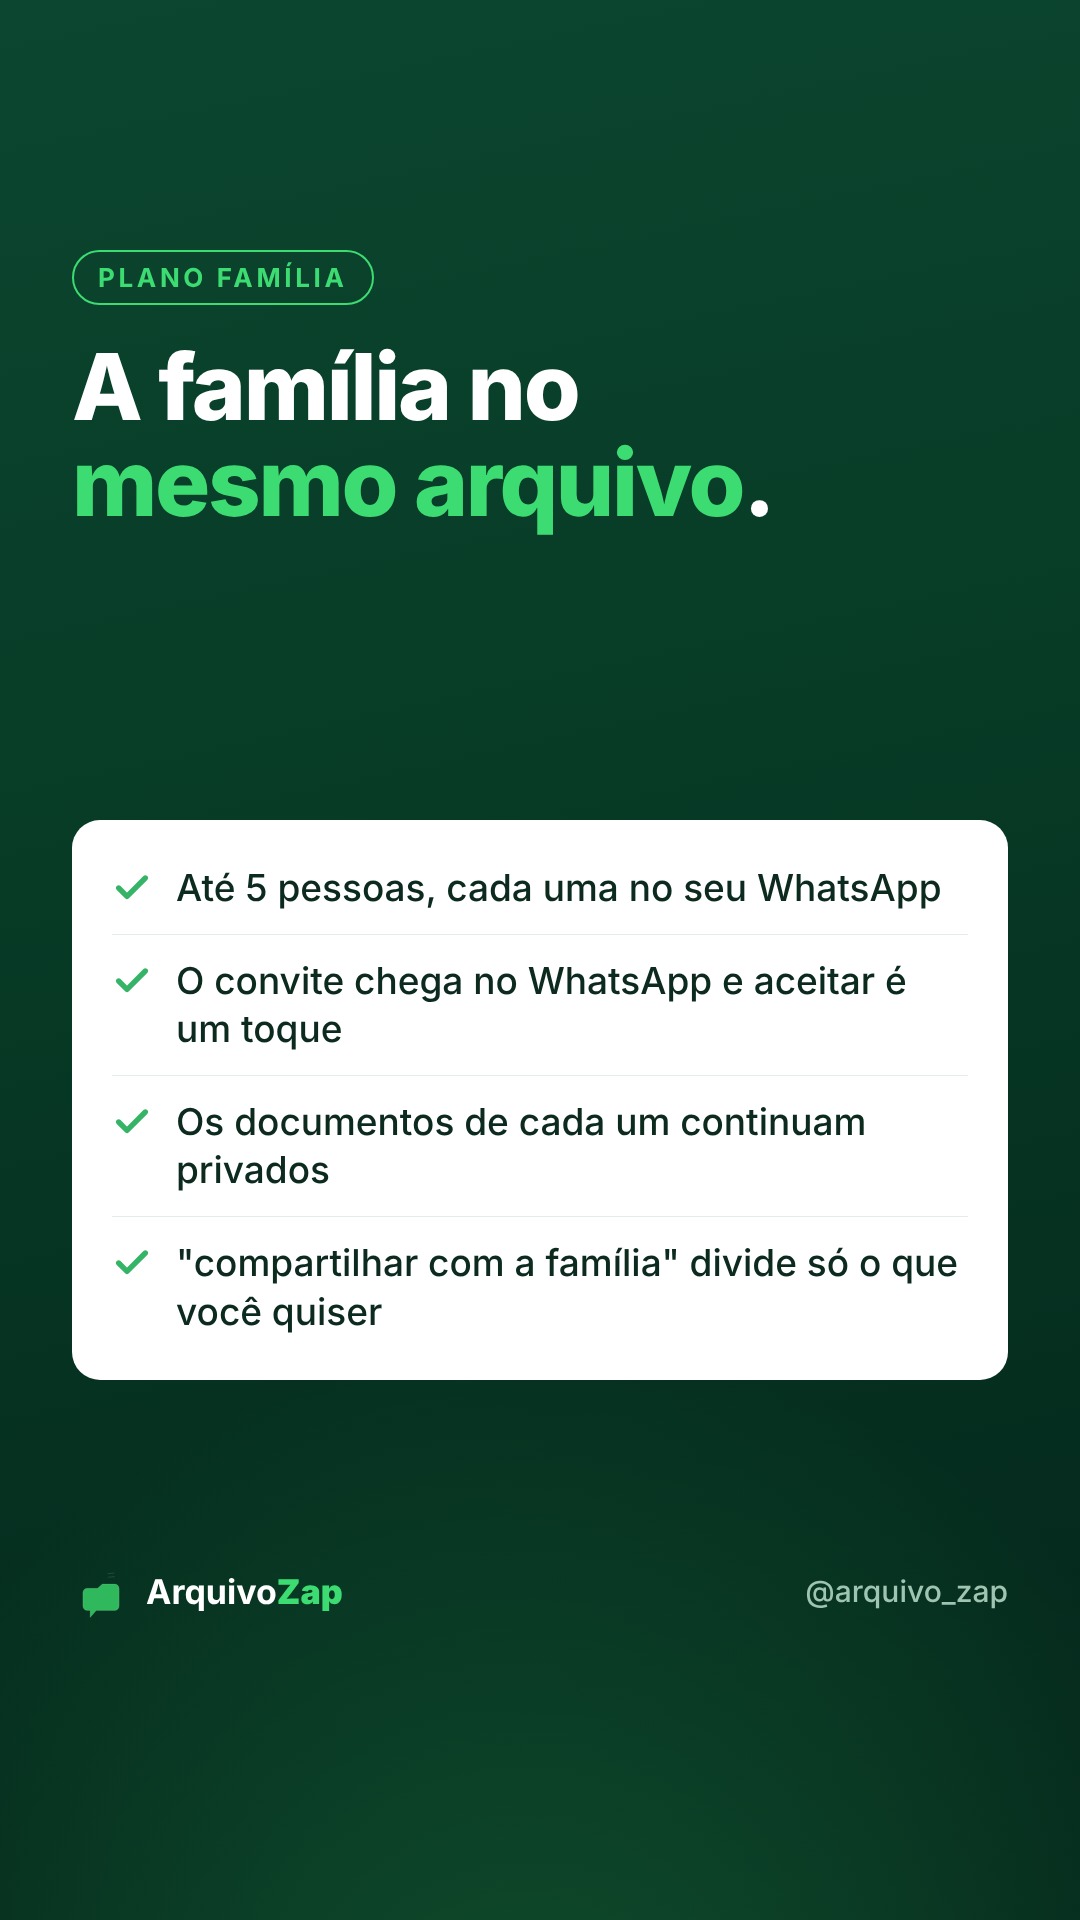 PLANO FAMÍLIA
A família no
mesmo arquivo.
Até 5 pessoas, cada uma no seu WhatsApp
O convite chega no WhatsApp e aceitar é
um toque
Os documentos de cada um continuam
privados
"compartilhar com a família" divide só o que
você quiser
ArquivoZap
@arquivo_zap